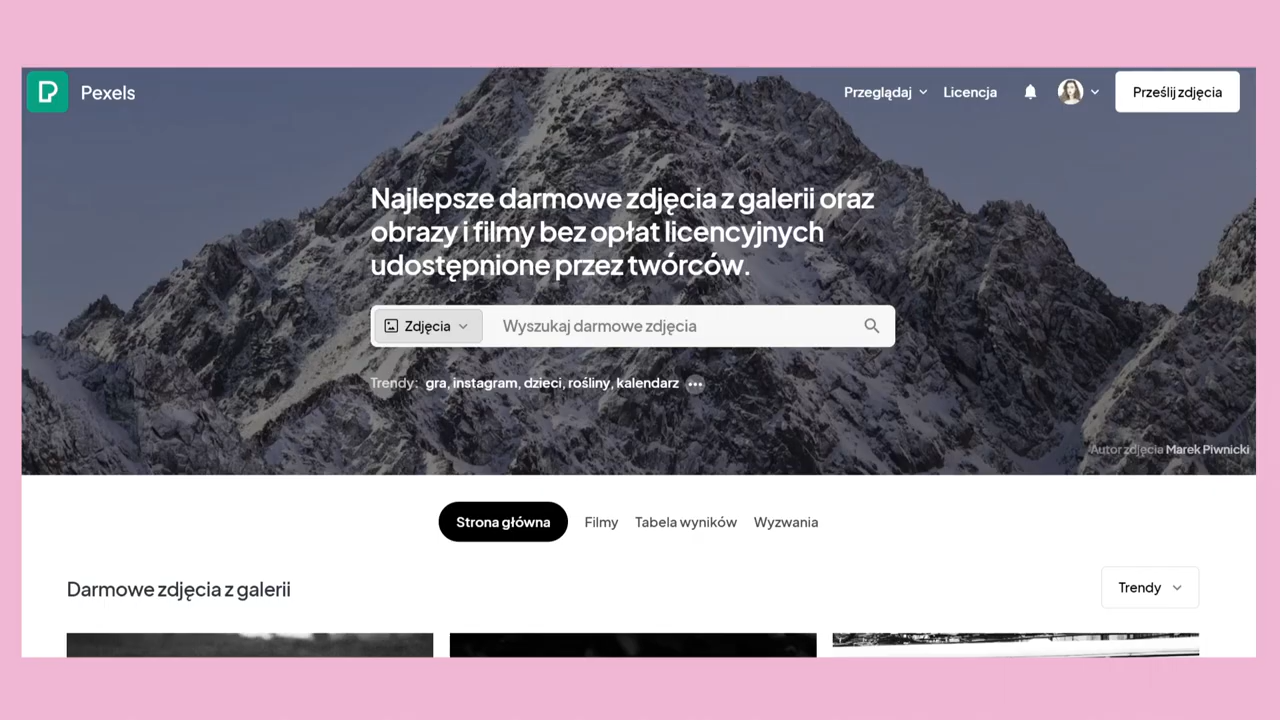 Pexels
Przeglądaj
Licencja
Prześlij zdjęcia
Najlepsze darmowe zdjęcia z galerii oraz
obrazy i filmy bez opłat licencyjnych
udostępnione przez twórców.
Zdjęcia
Wyszukaj darmowe zdjęcia
Trendy: gra, instagram, dzieci, rośliny, kalendarz
Autor zdjęcia Marek Piwnicki
Strona główna
Filmy
Tabela wyników
Wyzwania
Darmowe zdjęcia z galerii
Trendy